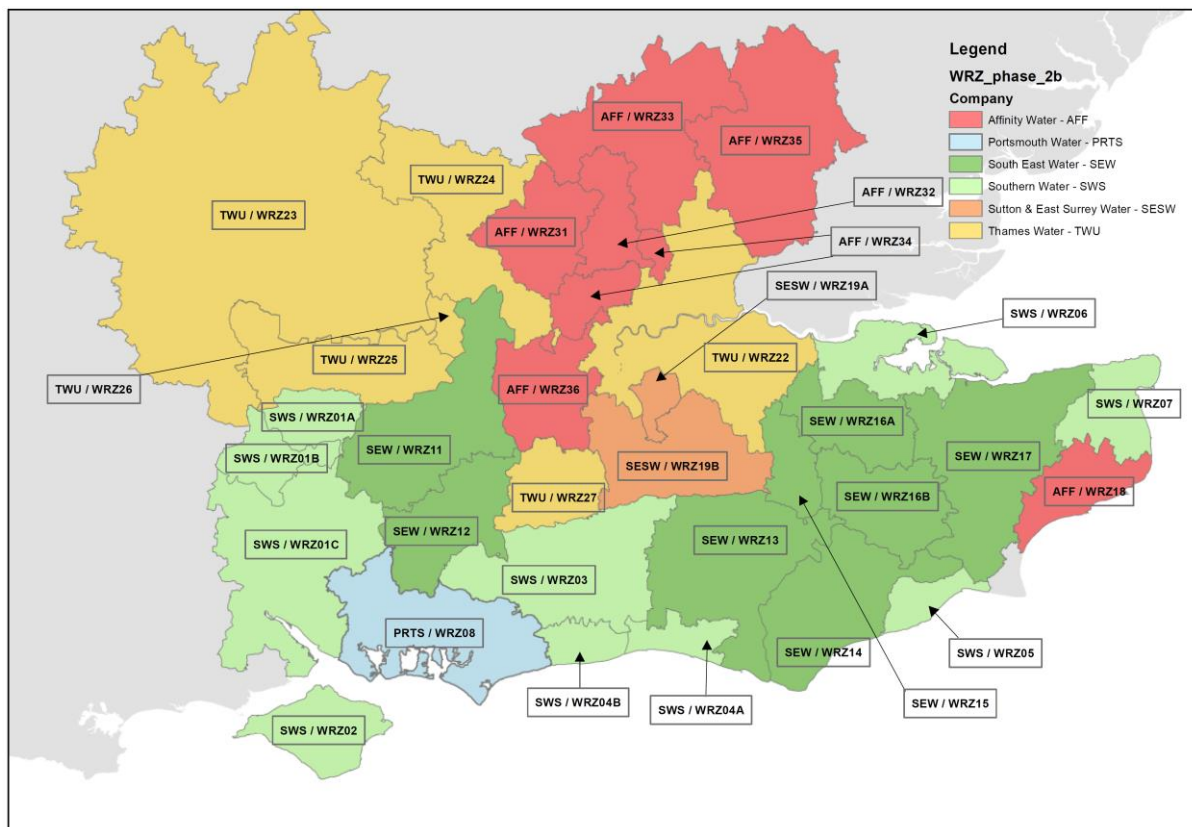 Legend
WRZ_phase_2b
Company
Affinity Water - AFF
Portsmouth Water - PRTS
South East Water - SEW
Southern Water - SWS
Sutton & East Surrey Water - SESW
Thames Water - TWU
AFF / WRZ33
AFF / WRZ35
TWU / WRZ24
AFF / WRZ32
TWU / WRZ23
AFF / WRZ31
AFF / WRZ34
SESW / WRZ19A
SWS / WRZ06
TWU / WRZ25
TWU / WRZ22
TWU / WRZ26
AFF / WRZ36
SWS / WRZ07
SWS / WRZ01A
SEW / WRZ16A
SEW / WRZ11
SEW / WRZ17
SWS / WRZ01B
SESW / WRZ19B
AFF / WRZ18
TWU / WRZ27
SEW / WRZ16B
SEW / WRZ12
SEW / WRZ13
SWS / WRZ01C
SWS / WRZ03
PRTS / WRZ08
SEW / WRZ14
SWS / WRZ05
SWS / WRZ04B
SWS / WRZ04A
SEW / WRZ15
SWS / WRZ02